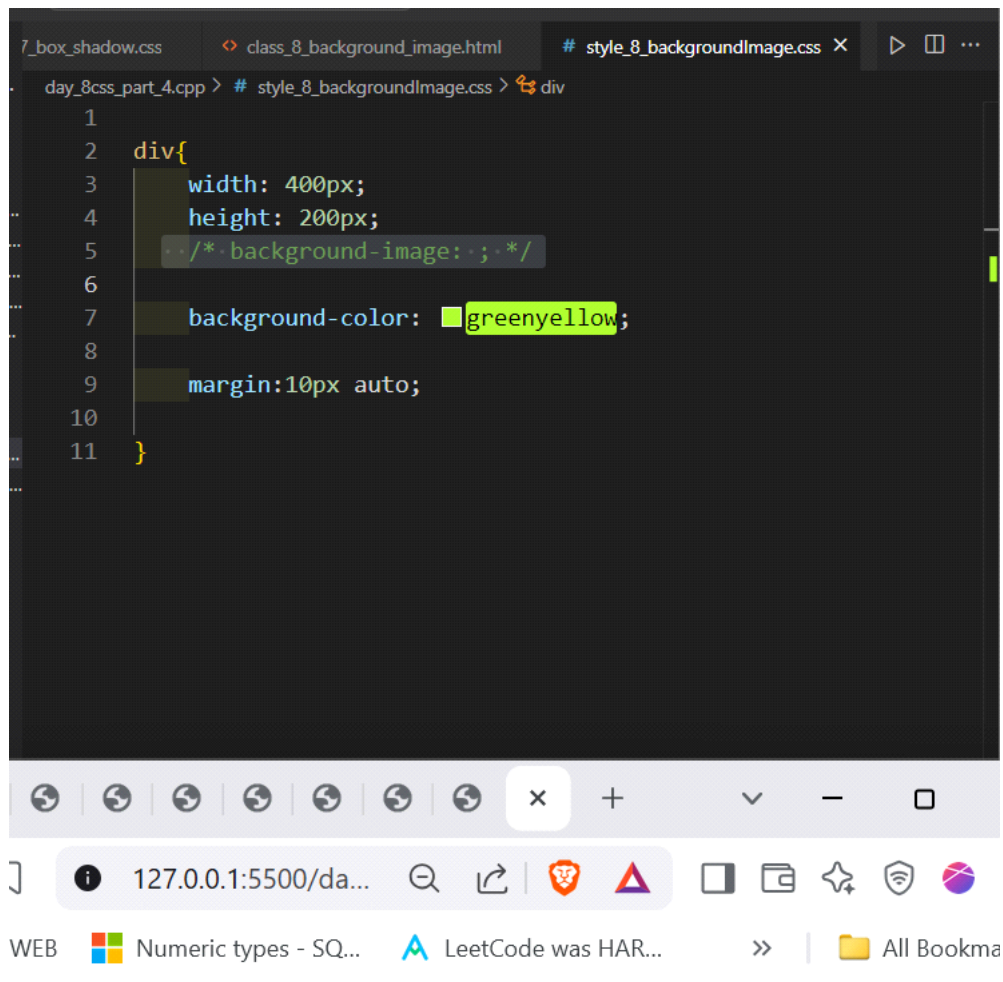 7_box_shadow.css <> class_8_background_image.html # style_8_backgroundImage.css ×
day_8css_part_4.cpp > # style_8_backgroundImage.css > div
1
2 div{
3 width: 400px;
4 height: 200px;
5 /* background-image: ; */
6
7 background-color: greenyellow;
8
9 margin:10px auto;
10
11 }
127.0.0.1:5500/da...
WEB Numeric types - SQ... LeetCode was HAR... » All Bookma